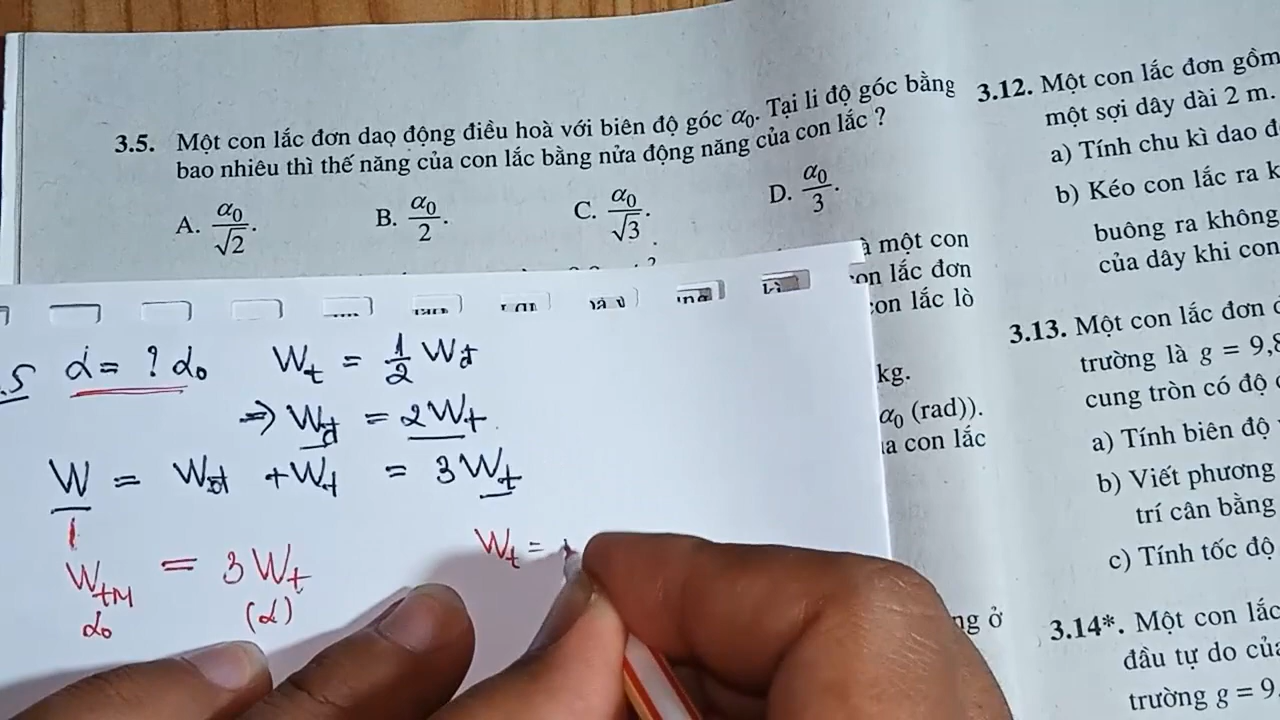 3.5. Một con lắc đơn dao động điều hoà với biên độ góc α₀. Tại li độ góc bằng
bao nhiêu thì thế năng của con lắc bằng nửa động năng của con lắc ?
A. α₀/√2. B. α₀/2. C. α₀/√3. D. α₀/3.
à một con
con lắc đơn
con lắc lò
kg.
α₀ (rad)).
a con lắc
ng ở
3.12. Một con lắc đơn gồm
một sợi dây dài 2 m.
a) Tính chu kì dao đ
b) Kéo con lắc ra k
buông ra không
của dây khi con
3.13. Một con lắc đơn
trường là g = 9,8
cung tròn có độ
a) Tính biên độ
b) Viết phương
trí cân bằng
c) Tính tốc độ
3.14*. Một con lắc
đầu tự do của
trường g = 9.
.5 α = ? α₀ Wt = 1/2 Wđ
=> Wđ = 2Wt
W = Wđ + Wt = 3Wt
WtM = 3Wt
α₀ (α)
Wt =